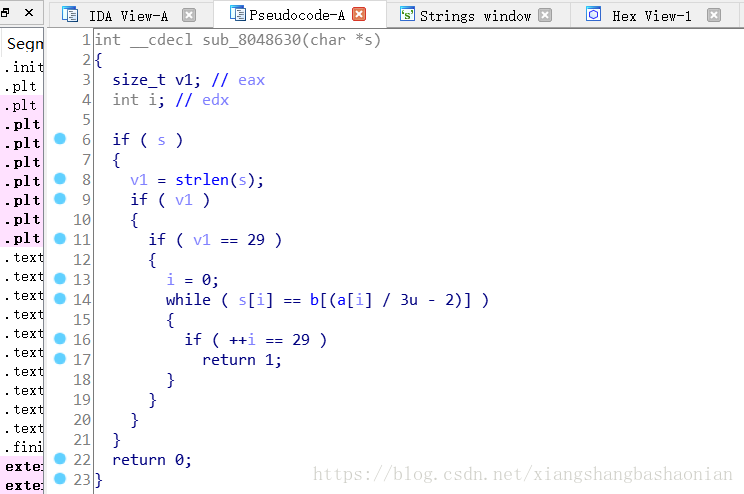 IDA View-A
Pseudocode-A
Strings window
Hex View-1
Segm
.init
.plt
.plt
.plt
.plt
.plt
.plt
.plt
.plt
.plt
.text
.text
.text
.text
.text
.text
.text
.text
.text
.fini
exte
exte
1 int __cdecl sub_8048630(char *s)
2 {
3 size_t v1; // eax
4 int i; // edx
5
6 if ( s )
7 {
8 v1 = strlen(s);
9 if ( v1 )
10 {
11 if ( v1 == 29 )
12 {
13 i = 0;
14 while ( s[i] == b[(a[i] / 3u - 2)] )
15 {
16 if ( ++i == 29 )
17 return 1;
18 }
19 }
20 }
21 }
22 return 0;
23 }
https://blog.csdn.net/xiangshangbashaonian